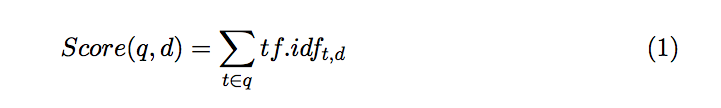 Score(q, d) = ∑_{t∈q} tf.idf_{t,d} (1)